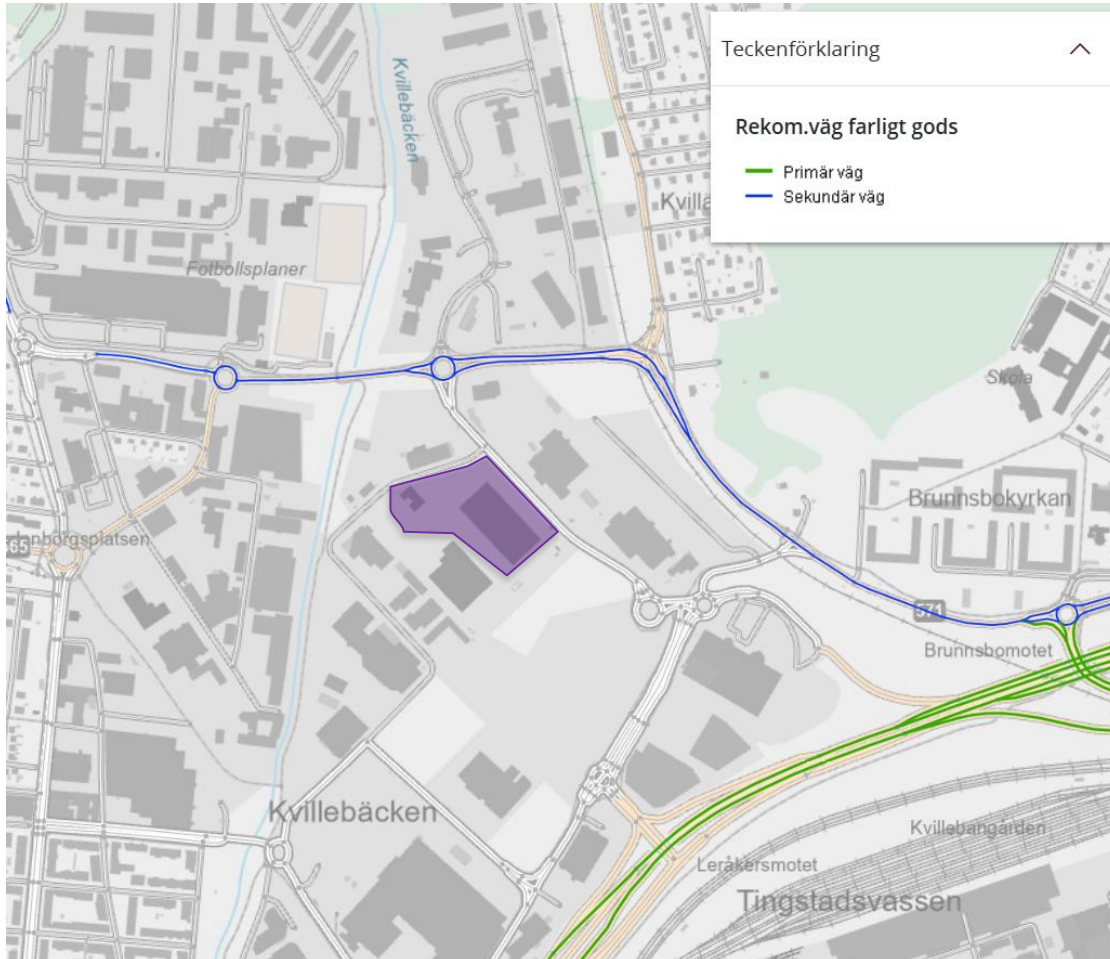 Teckenförklaring
Rekom.väg farligt gods
Primär väg
Sekundär väg
Kvillebäcken
Fotbollsplaner
Skola
Brunnsbokyrkan
571
Brunnsbomotet
Kvillebäcken
Kvillebangården
Leråkersmotet
Tingstadsvassen